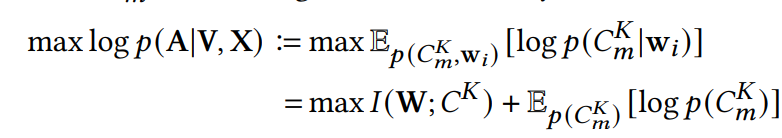 max log p(A|V, X) := max 𝔼_{p(C_m^K, w_i)} [log p(C_m^K|w_i)]
= max I(W; C^K) + 𝔼_{p(C_m^K)} [log p(C_m^K)]